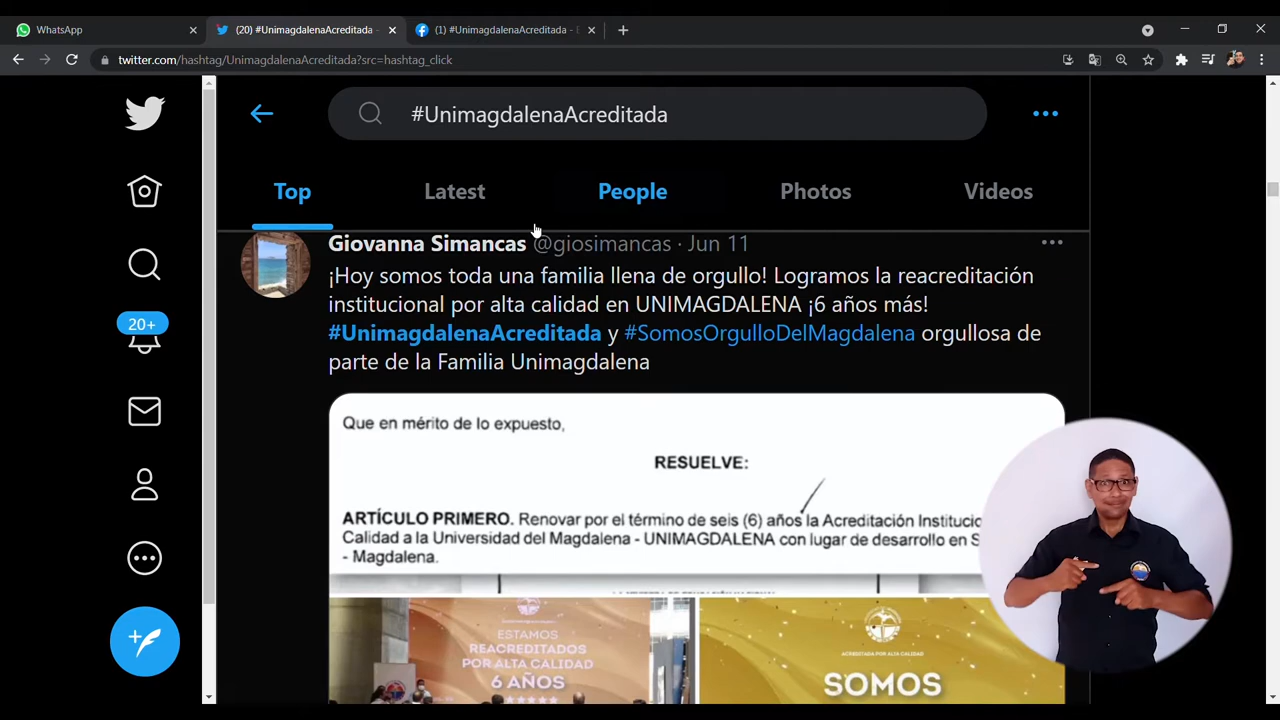 WhatsApp
(20) #UnimagdalenaAcreditada -
(1) #UnimagdalenaAcreditada -
twitter.com/hashtag/UnimagdalenaAcreditada?src=hashtag_click
#UnimagdalenaAcreditada
Top Latest People Photos Videos
Giovanna Simancas @giosimancas · Jun 11
¡Hoy somos toda una familia llena de orgullo! Logramos la reacreditación
institucional por alta calidad en UNIMAGDALENA ¡6 años más!
#UnimagdalenaAcreditada y #SomosOrgulloDelMagdalena orgullosa de
parte de la Familia Unimagdalena
20+
Que en mérito de lo expuesto,
RESUELVE:
ARTÍCULO PRIMERO. Renovar por el término de seis (6) años la Acreditación
Calidad a la Universidad del Magdalena - UNIMAGDALENA con lugar de desarrollo en
- Magdalena.
ESTAMOS
REACREDITADOS
POR ALTA CALIDAD
6 AÑOS
ACREDITADA POR ALTA CALIDAD
SOMOS